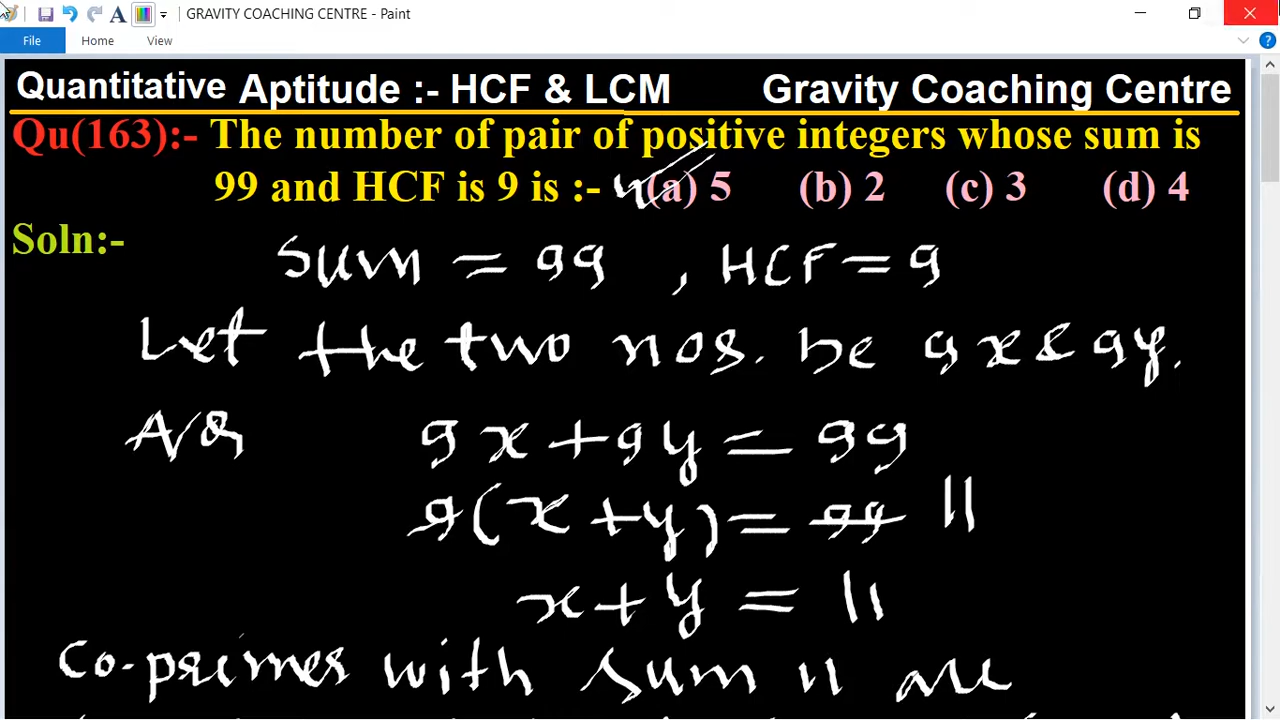 GRAVITY COACHING CENTRE - Paint
File Home View
Quantitative Aptitude :- HCF & LCM Gravity Coaching Centre
Qu(163):- The number of pair of positive integers whose sum is
99 and HCF is 9 is :- (a) 5 (b) 2 (c) 3 (d) 4
Soln:-
Sum = 99 , HCF = 9
Let the two nos. be 9x & 9y.
A/Q 9x + 9y = 99
9(x + y) = 99 11
x + y = 11
Co-primes with sum 11 are